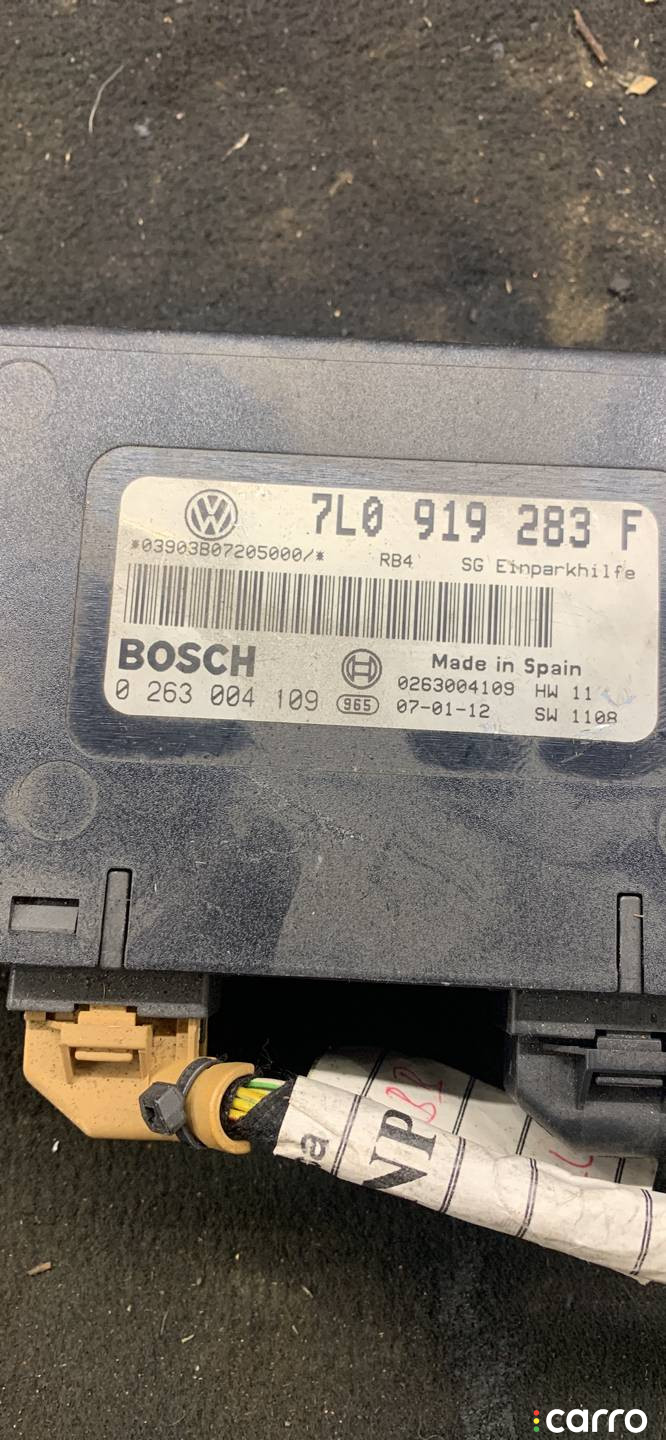 7L0 919 283 F
*03903B07205000/* RB4 SG Einparkhilfe
BOSCH
Made in Spain
0 263 004 109
0263004109 HW 11
965 07-01-12 SW 1108
NP
carro